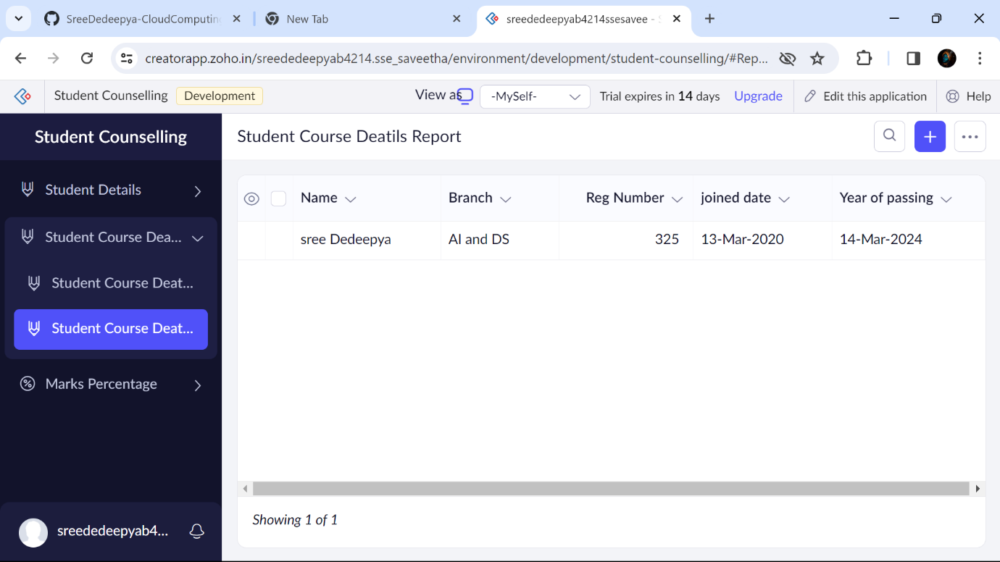 SreeDedeepya-CloudComputing
New Tab
sreededeepyab4214ssesavee - S
creatorapp.zoho.in/sreededeepyab4214.sse_saveetha/environment/development/student-counselling/#Rep...
Student Counselling
Development
View as
-MySelf-
Trial expires in 14 days
Upgrade
Edit this application
Help
Student Counselling
Student Course Deatils Report
Student Details
Student Course Dea...
Student Course Deat...
Student Course Deat...
Marks Percentage
Name Branch Reg Number joined date Year of passing
sree Dedeepya AI and DS 325 13-Mar-2020 14-Mar-2024
Showing 1 of 1
sreededeepyab4...